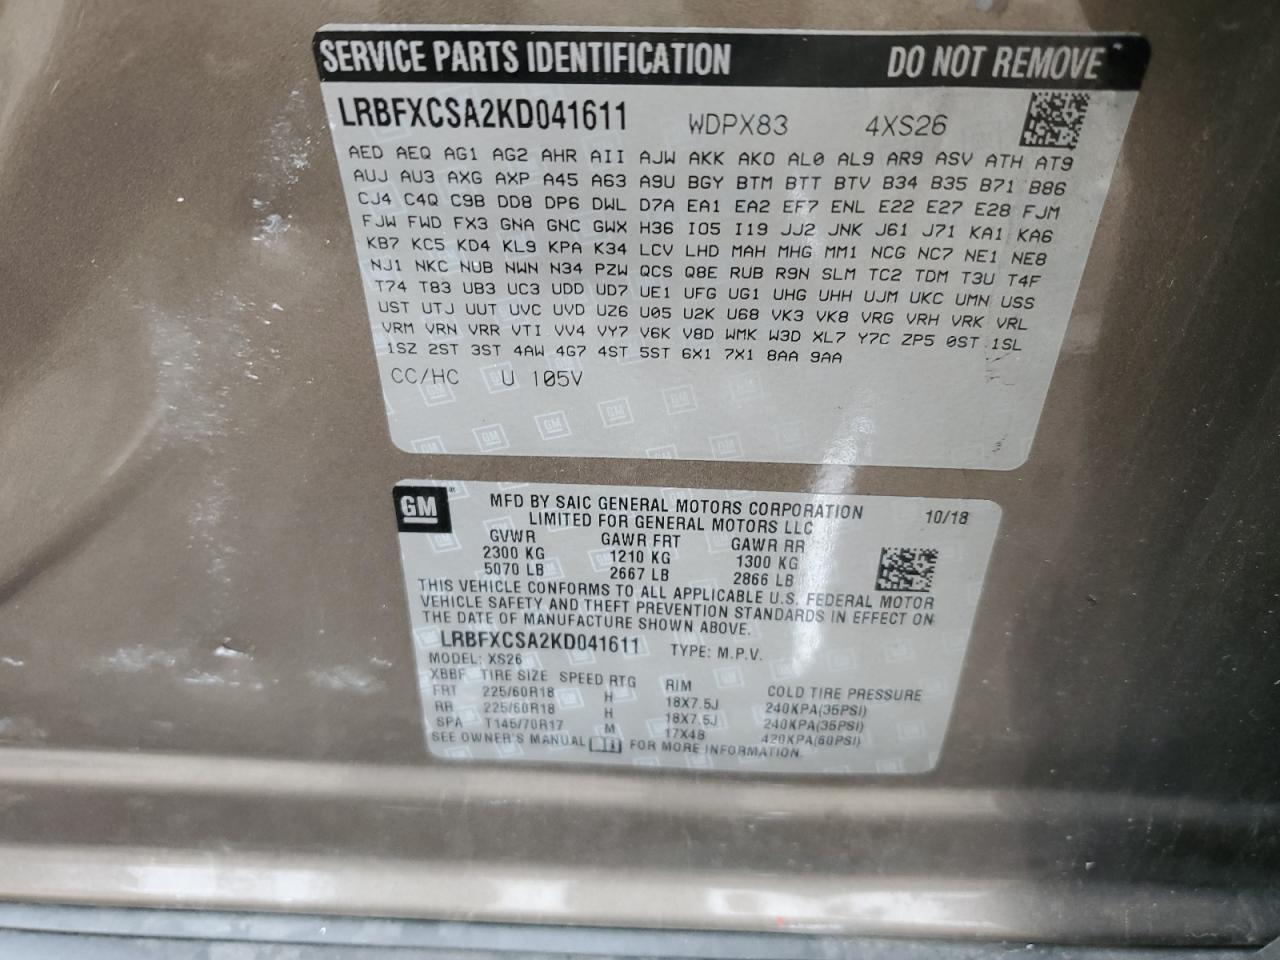 SERVICE PARTS IDENTIFICATION DO NOT REMOVE
LRBFXCSA2KD041611 WDPX83 4XS26
AED AEQ AG1 AG2 AHR AII AJW AKK AKO AL0 AL9 AR9 ASV ATH AT9
AUJ AU3 AXG AXP A45 A63 A9U BGY BTM BTT BTV B34 B35 B71 B86
CJ4 C4Q C9B DD8 DP6 DWL D7A EA1 EA2 EF7 ENL E22 E27 E28 FJM
FJW FWD FX3 GNA GNC GWX H36 IO5 I19 JJ2 JNK J61 J71 KA1 KA6
KB7 KC5 KD4 KL9 KPA K34 LCV LHD MAH MHG MM1 NCG NC7 NE1 NE8
NJ1 NKC NUB NWN N34 PZW QCS Q8E RUB R9N SLM TC2 TDM T3U T4F
T74 T83 UB3 UC3 UDD UD7 UE1 UFG UG1 UHG UHH UJM UKC UMN USS
UST UTJ UUT UVC UVD UZ6 U05 U2K U68 VK3 VK8 VRG VRH VRK VRL
VRM VRN VRR VTI VV4 VY7 V6K V8D WMK W3D XL7 Y7C ZP5 0ST 1SL
1SZ 2ST 3ST 4AW 4G7 4ST 5ST 6X1 7X1 8AA 9AA
CC/HC U 105V
GM
MFD BY SAIC GENERAL MOTORS CORPORATION 10/18
LIMITED FOR GENERAL MOTORS LLC
GVWR GAWR FRT GAWR RR
2300 KG 1210 KG 1300 KG
5070 LB 2667 LB 2866 LB
THIS VEHICLE CONFORMS TO ALL APPLICABLE U.S. FEDERAL MOTOR
VEHICLE SAFETY AND THEFT PREVENTION STANDARDS IN EFFECT ON
THE DATE OF MANUFACTURE SHOWN ABOVE.
LRBFXCSA2KD041611 TYPE: M.P.V.
MODEL: XS26
XBBF TIRE SIZE SPEED RTG RIM COLD TIRE PRESSURE
FRT 225/60R18 H 18X7.5J 240KPA(35PSI)
RR 225/60R18 H 18X7.5J 240KPA(35PSI)
SPA T145/70R17 M 17X4B 420KPA(60PSI)
SEE OWNER'S MANUAL FOR MORE INFORMATION.